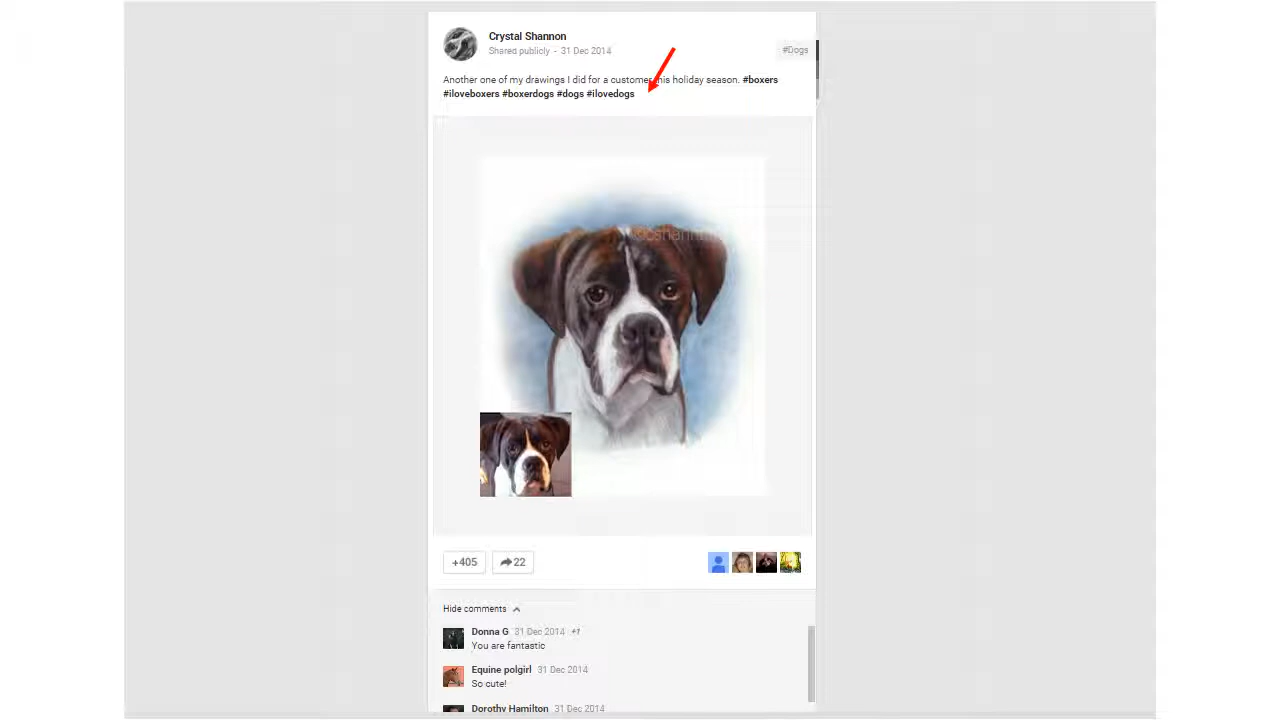 Crystal Shannon
Shared publicly - 31 Dec 2014
#Dogs
Another one of my drawings I did for a customer this holiday season. #boxers
#iloveboxers #boxerdogs #dogs #ilovedogs
+405
22
Hide comments
Donna G 31 Dec 2014 +1
You are fantastic
Equine polgirl 31 Dec 2014
So cute!
Dorothy Hamilton 31 Dec 2014